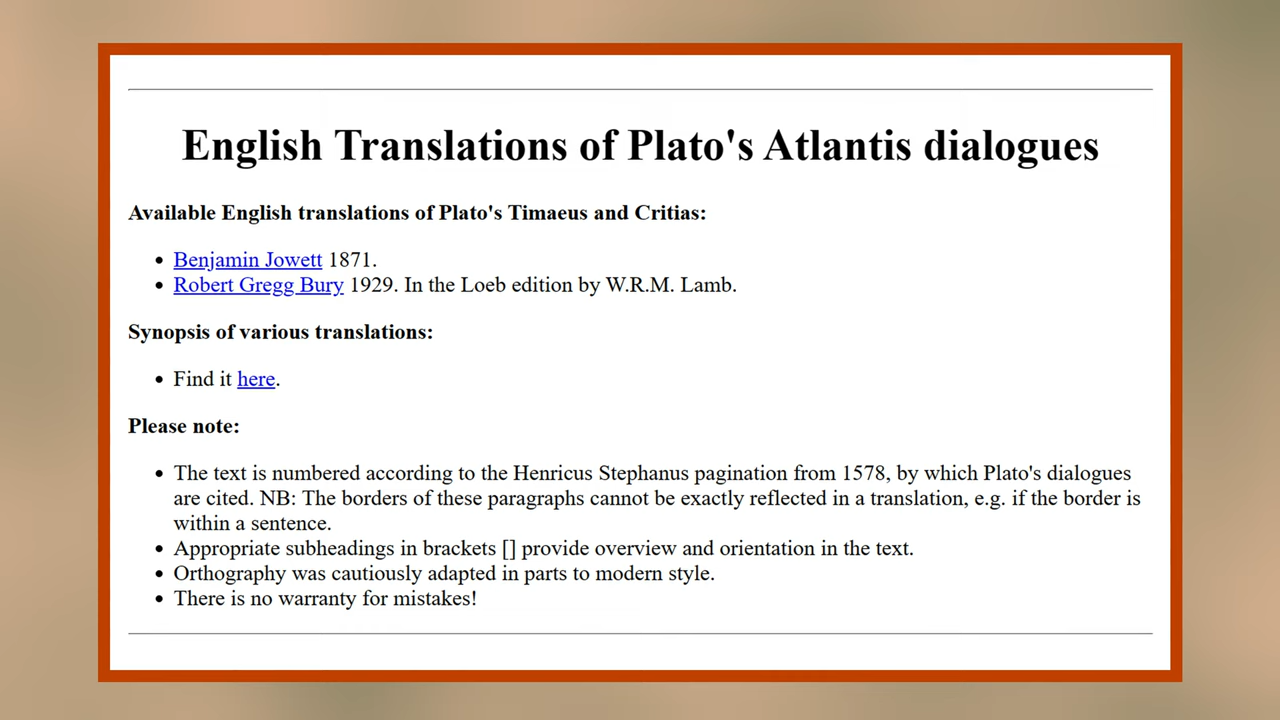 English Translations of Plato's Atlantis dialogues
Available English translations of Plato's Timaeus and Critias:
• Benjamin Jowett 1871.
• Robert Gregg Bury 1929. In the Loeb edition by W.R.M. Lamb.
Synopsis of various translations:
• Find it here.
Please note:
• The text is numbered according to the Henricus Stephanus pagination from 1578, by which Plato's dialogues
are cited. NB: The borders of these paragraphs cannot be exactly reflected in a translation, e.g. if the border is
within a sentence.
• Appropriate subheadings in brackets [] provide overview and orientation in the text.
• Orthography was cautiously adapted in parts to modern style.
• There is no warranty for mistakes!